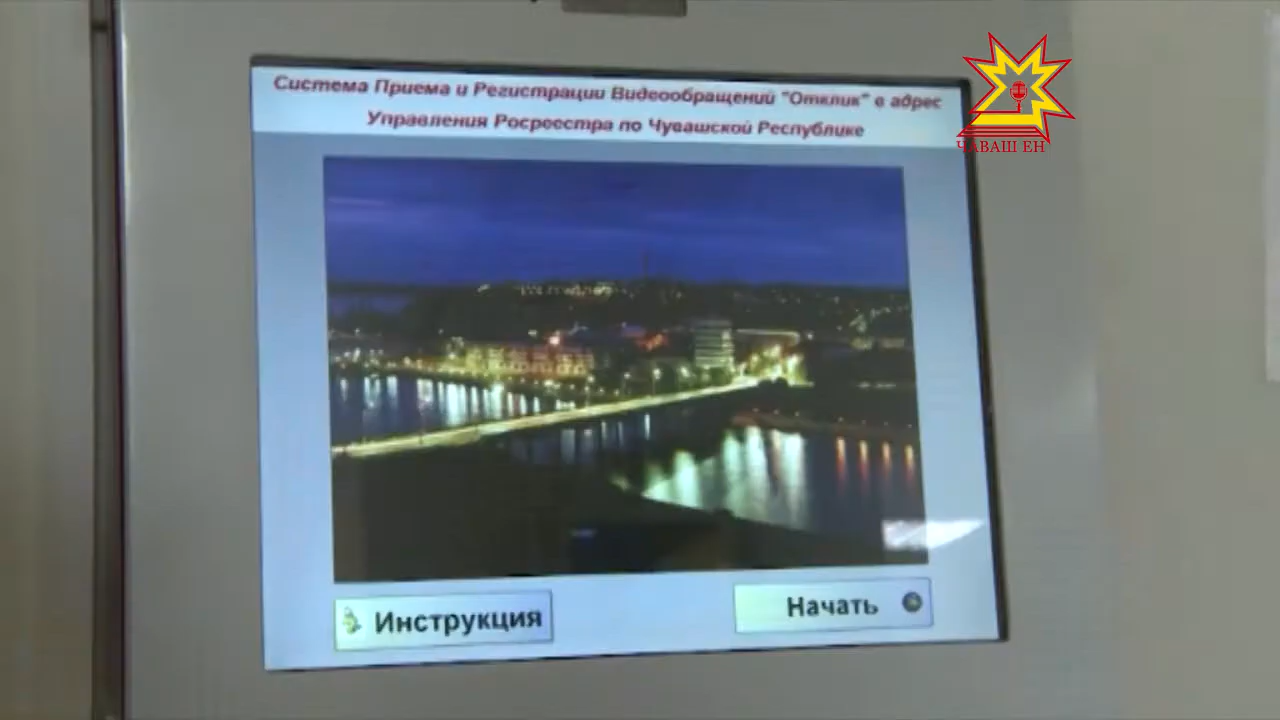 Система Приема и Регистрации Видеообращений "Отклик" в адрес
Управления Росреестра по Чувашской Республике
ЧАВАШ ЕН
Инструкция
Начать